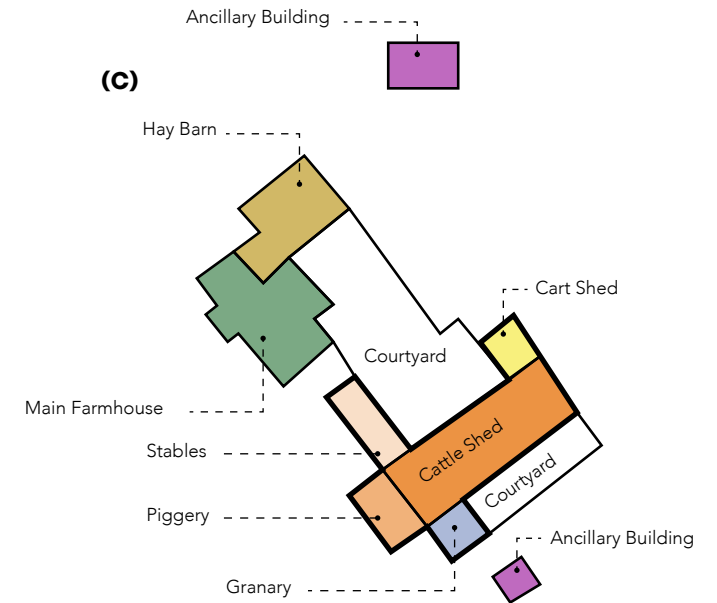 Ancillary Building
(C)
Hay Barn
Cart Shed
Courtyard
Main Farmhouse
Stables
Cattle Shed
Courtyard
Piggery
Ancillary Building
Granary